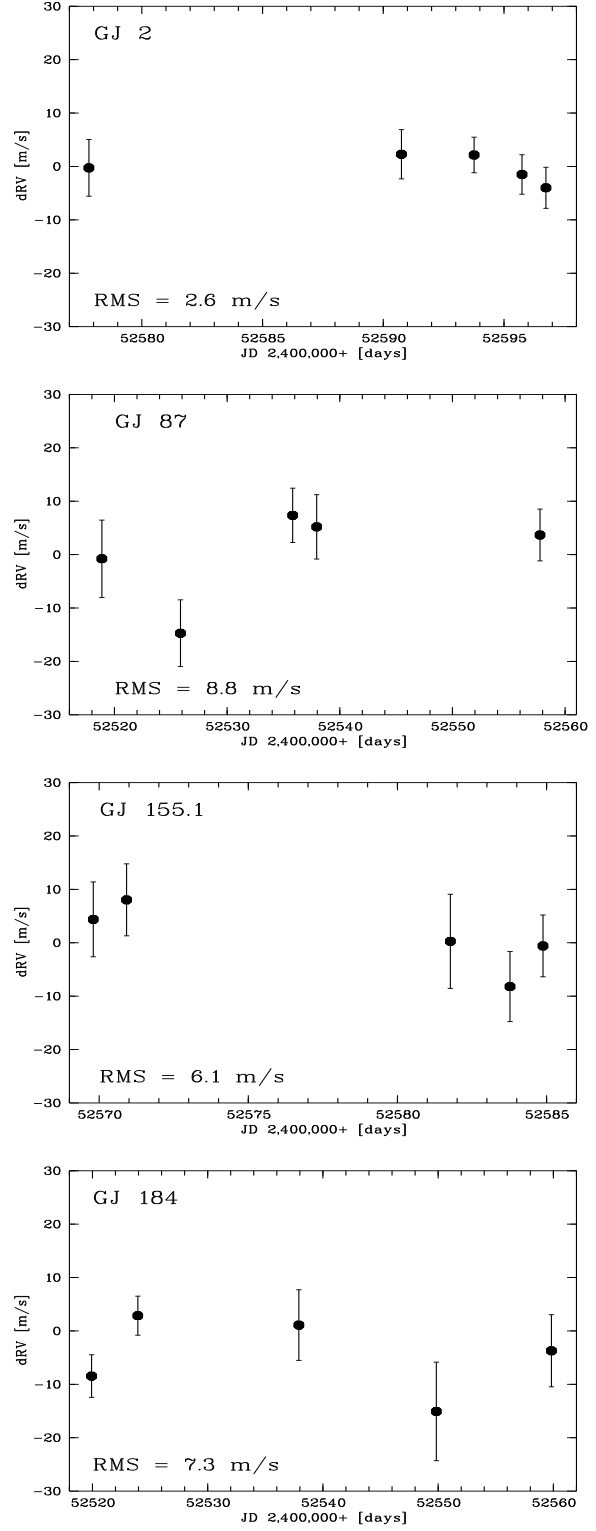 30
GJ 2
20
10
0
−10
−20
RMS = 2.6 m/s
−30
dRV [m/s]
52580 52585 52590 52595
JD 2,400,000+ [days]
30
GJ 87
20
10
0
−10
−20
RMS = 8.8 m/s
−30
dRV [m/s]
52520 52530 52540 52550 52560
JD 2,400,000+ [days]
30
GJ 155.1
20
10
0
−10
−20
RMS = 6.1 m/s
−30
dRV [m/s]
52570 52575 52580 52585
JD 2,400,000+ [days]
30
GJ 184
20
10
0
−10
−20
RMS = 7.3 m/s
−30
dRV [m/s]
52520 52530 52540 52550 52560
JD 2,400,000+ [days]